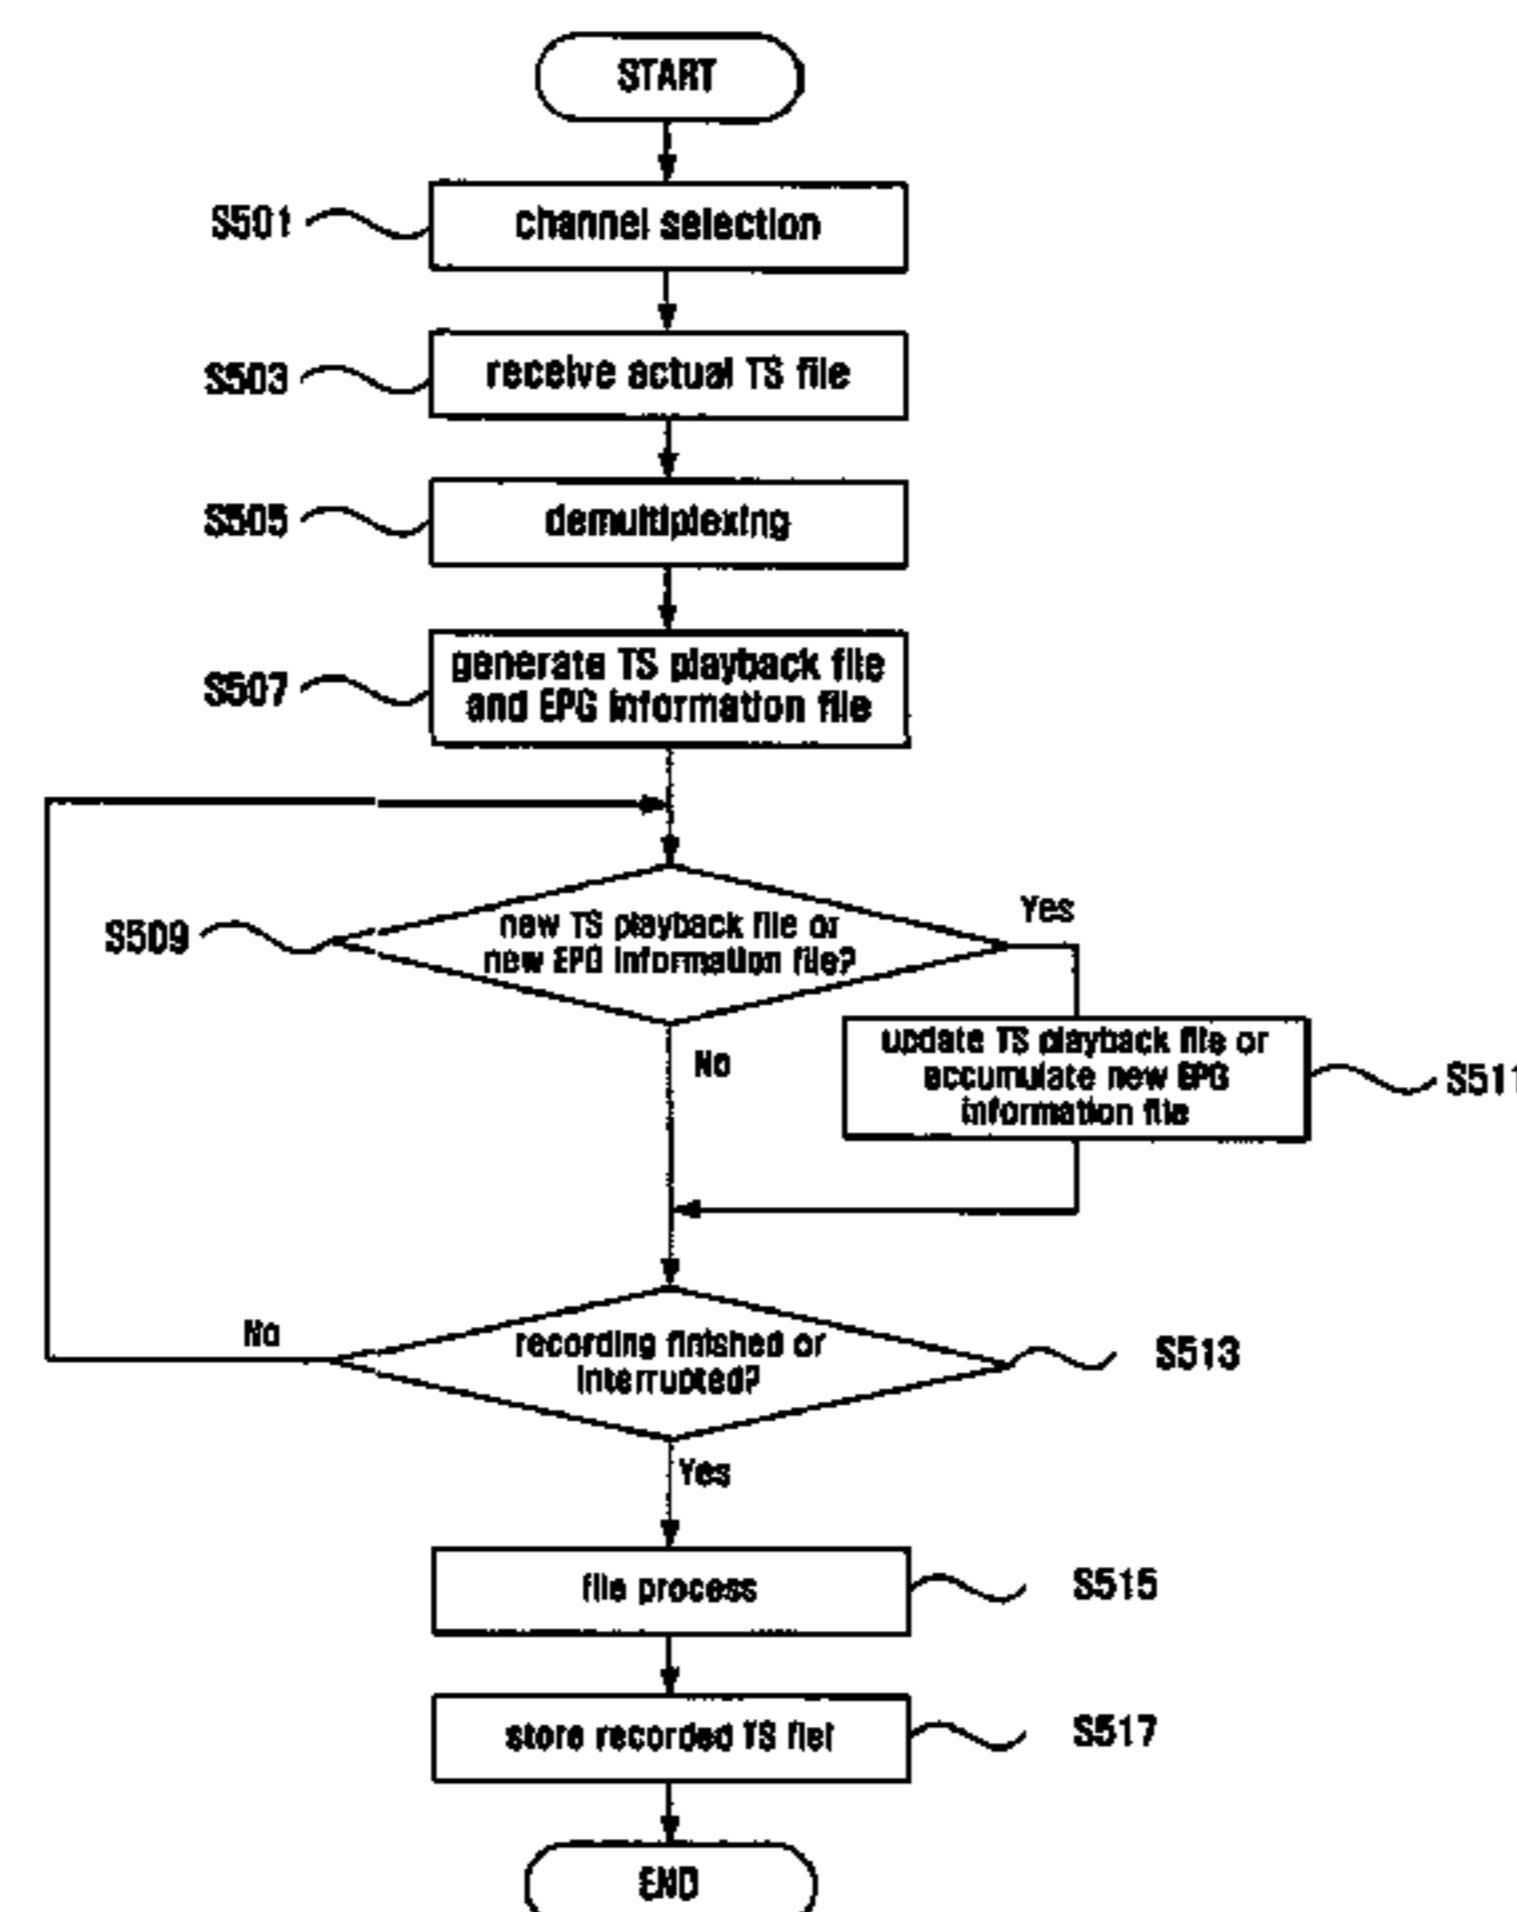 START
S501
channel selection
S503
receive actual TS file
S505
demultiplexing
S507
generate TS playback file
and EPG information file
S509
new TS playback file or
new EPG information file?
Yes
No
update TS playback file or
accumulate new EPG
information file
S511
No
recording finished or
interrupted?
S513
Yes
file process
S515
store recorded TS flet
S517
END